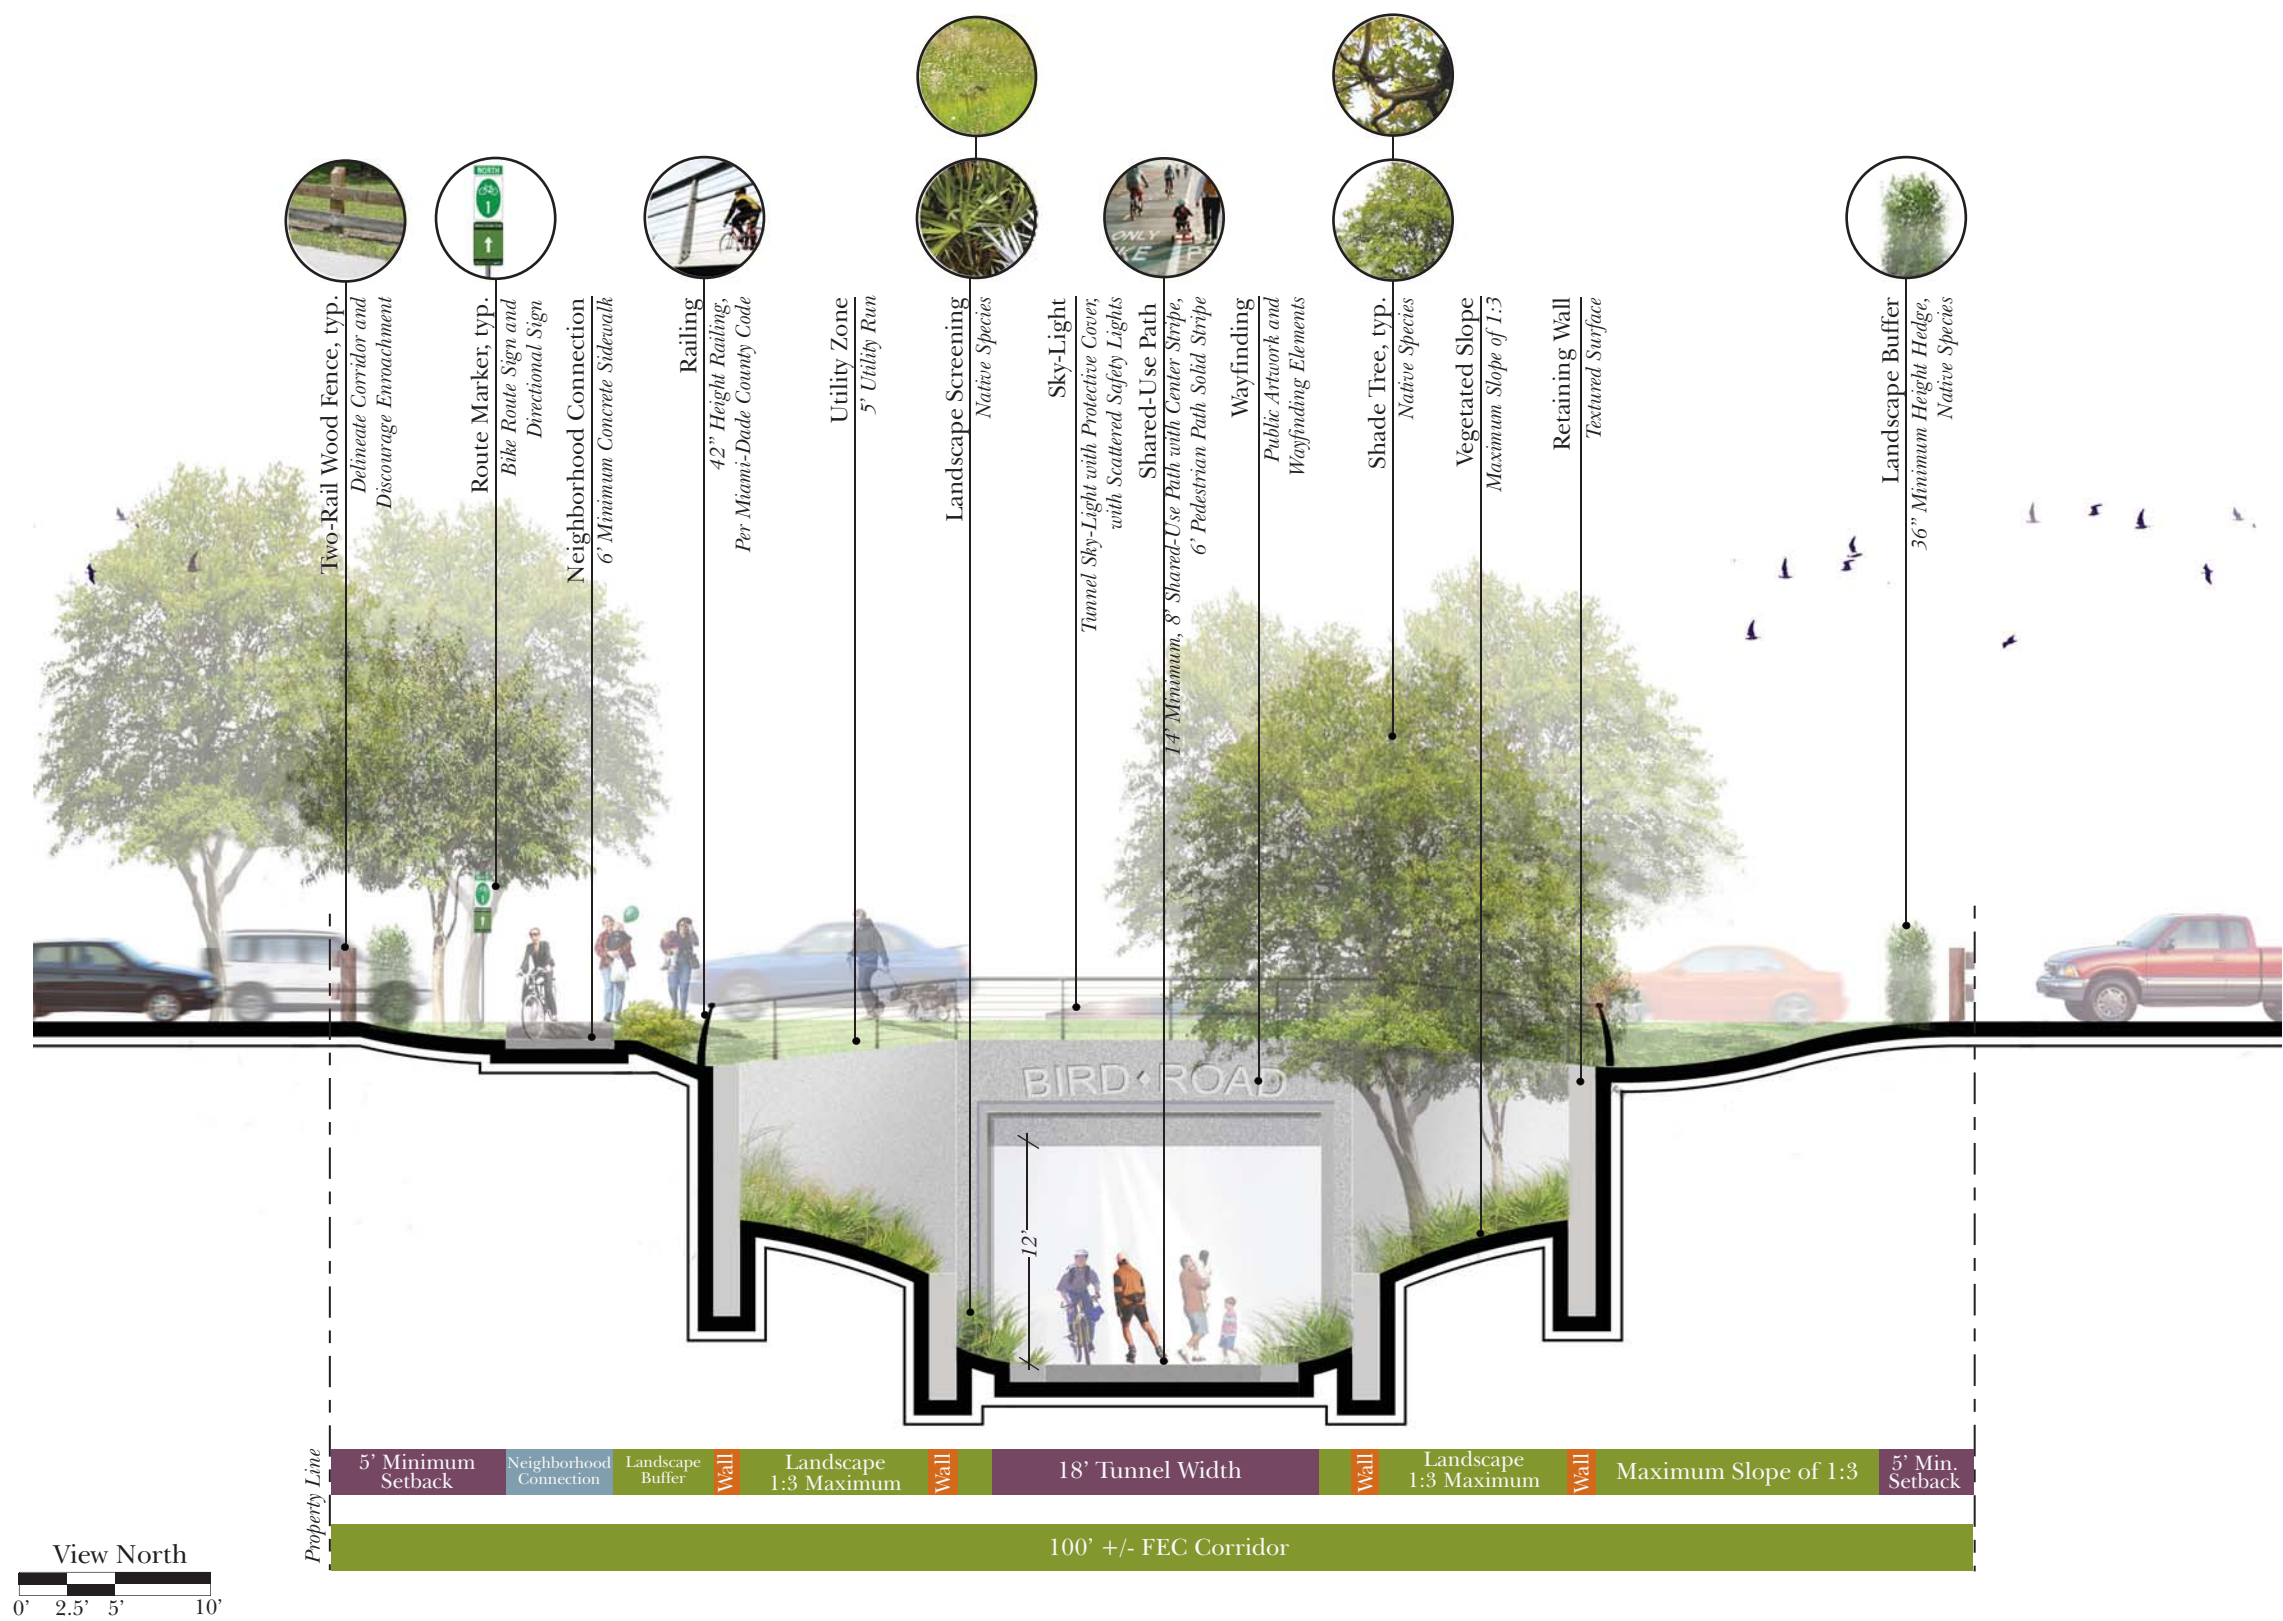 NORTH
1
ONLY
KE
PE
Two-Rail Wood Fence, typ.
Delineate Corridor and
Discourage Enroachment
Route Marker, typ.
Bike Route Sign and
Directional Sign
Neighborhood Connection
6’ Minimum Concrete Sidewalk
Railing
42” Height Railing,
Per Miami-Dade County Code
Utility Zone
5’ Utility Run
Landscape Screening
Native Species
Sky-Light
Tunnel Sky-Light with Protective Cover,
with Scattered Safety Lights
Shared-Use Path
14’ Minimum, 8’ Shared-Use Path with Center Stripe,
6’ Pedestrian Path Solid Stripe
Wayfinding
Public Artwork and
Wayfinding Elements
Shade Tree, typ.
Native Species
Vegetated Slope
Maximum Slope of 1:3
Retaining Wall
Textured Surface
Landscape Buffer
36” Minimum Height Hedge,
Native Species
1
BIRD ROAD
12’
Property Line
5’ Minimum
Setback
Neighborhood
Connection
Landscape
Buffer
Wall
Landscape
1:3 Maximum
Wall
18’ Tunnel Width
Wall
Landscape
1:3 Maximum
Wall
Maximum Slope of 1:3
5’ Min.
Setback
100’ +/- FEC Corridor
View North
0’ 2.5’ 5’ 10’